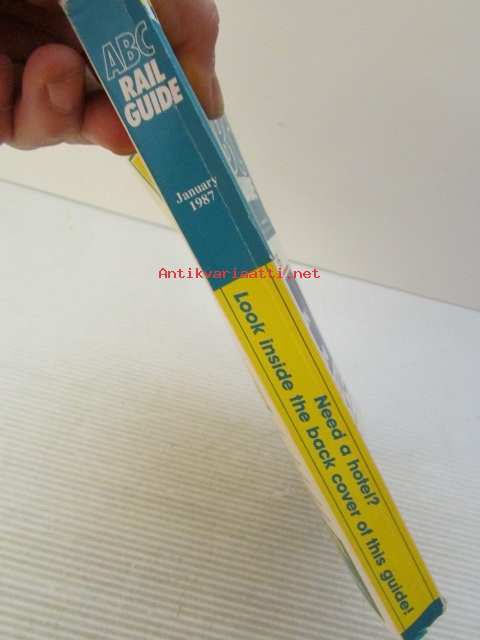 ABC
RAIL
GUIDE
January
1987
Antikvariaatti.net
Need a hotel?
Look inside the back cover of this guide!